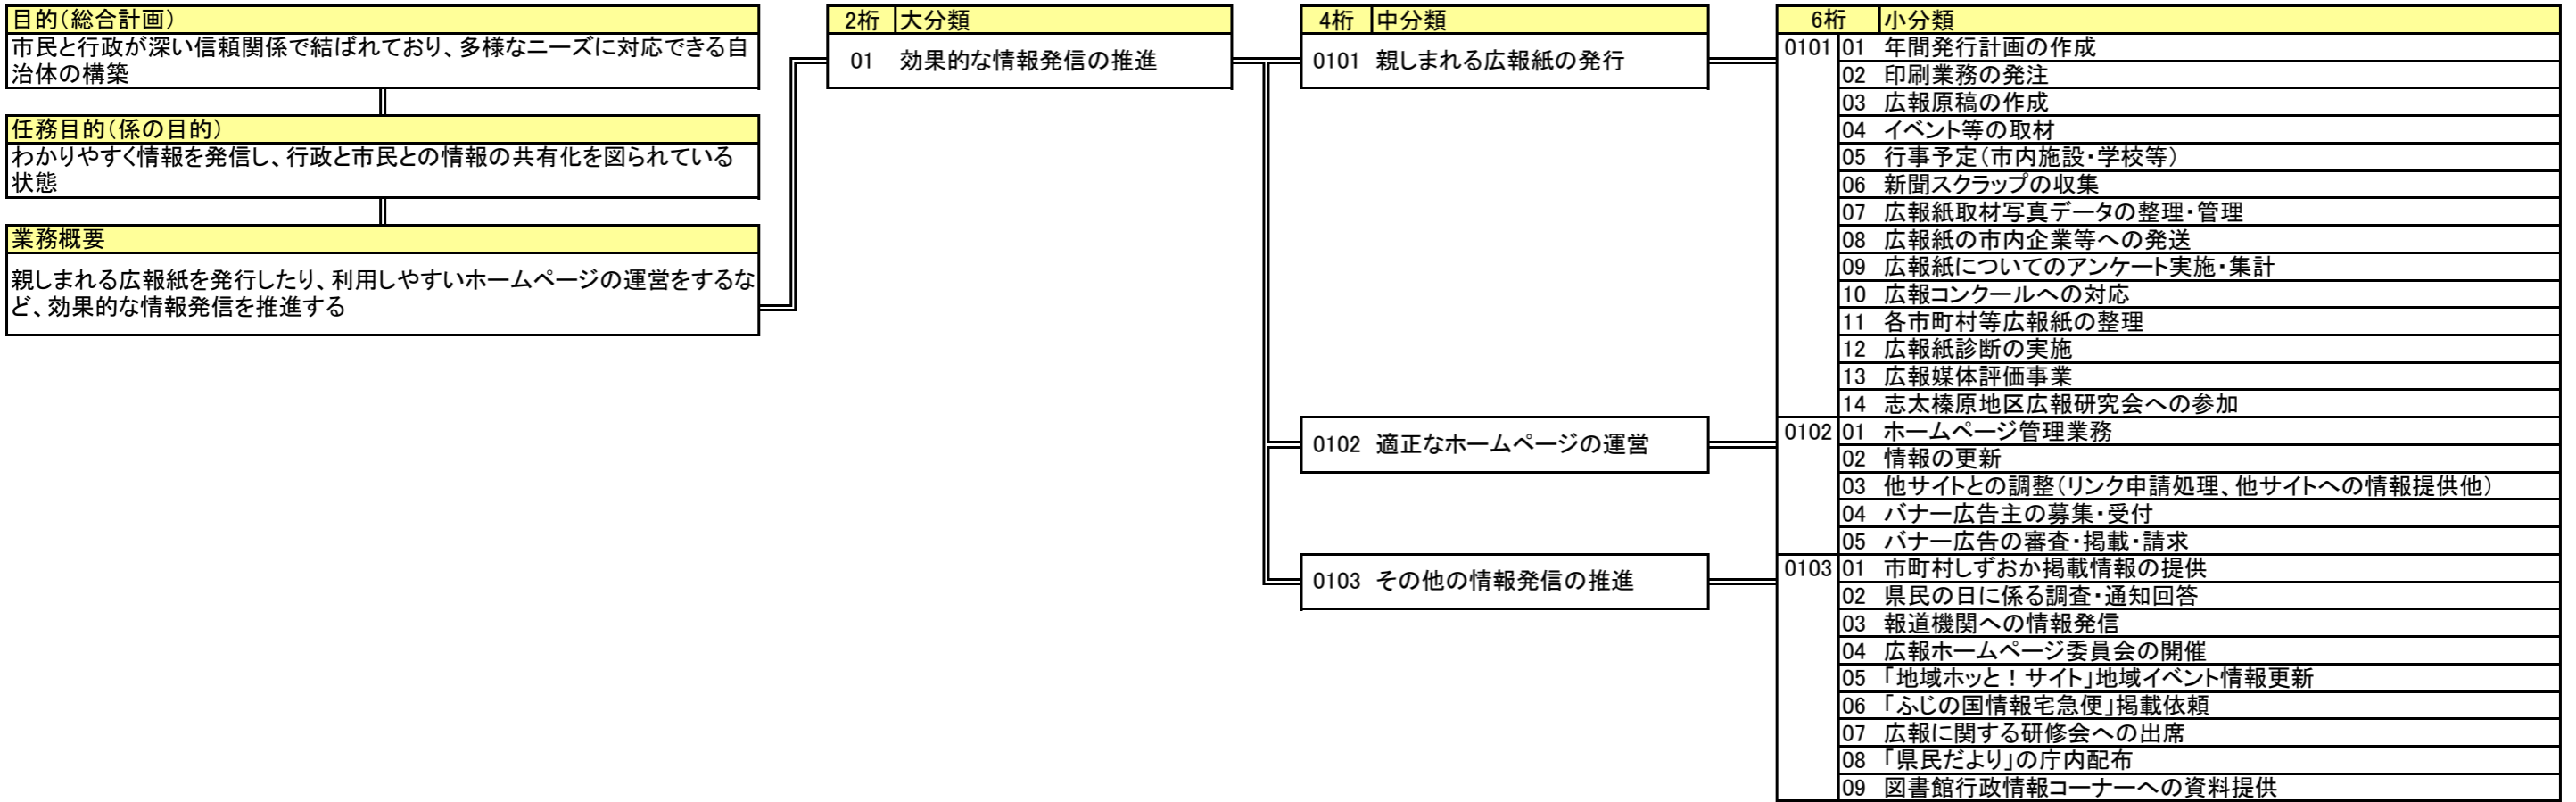 目的(総合計画)
市民と行政が深い信頼関係で結ばれており、多様なニーズに対応できる自
治体の構築
任務目的(係の目的)
わかりやすく情報を発信し、行政と市民との情報の共有化を図られている
状態
業務概要
親しまれる広報紙を発行したり、利用しやすいホームページの運営をするな
ど、効果的な情報発信を推進する
2桁 大分類
01 効果的な情報発信の推進
4桁 中分類
0101 親しまれる広報紙の発行
0102 適正なホームページの運営
0103 その他の情報発信の推進
6桁 小分類
0101 01 年間発行計画の作成
02 印刷業務の発注
03 広報原稿の作成
04 イベント等の取材
05 行事予定(市内施設・学校等)
06 新聞スクラップの収集
07 広報紙取材写真データの整理・管理
08 広報紙の市内企業等への発送
09 広報紙についてのアンケート実施・集計
10 広報コンクールへの対応
11 各市町村等広報紙の整理
12 広報紙診断の実施
13 広報媒体評価事業
14 志太榛原地区広報研究会への参加
0102 01 ホームページ管理業務
02 情報の更新
03 他サイトとの調整(リンク申請処理、他サイトへの情報提供他)
04 バナー広告主の募集・受付
05 バナー広告の審査・掲載・請求
0103 01 市町村しずおか掲載情報の提供
02 県民の日に係る調査・通知回答
03 報道機関への情報発信
04 広報ホームページ委員会の開催
05 「地域ホッと!サイト」地域イベント情報更新
06 「ふじの国情報宅急便」掲載依頼
07 広報に関する研修会への出席
08 「県民だより」の庁内配布
09 図書館行政情報コーナーへの資料提供